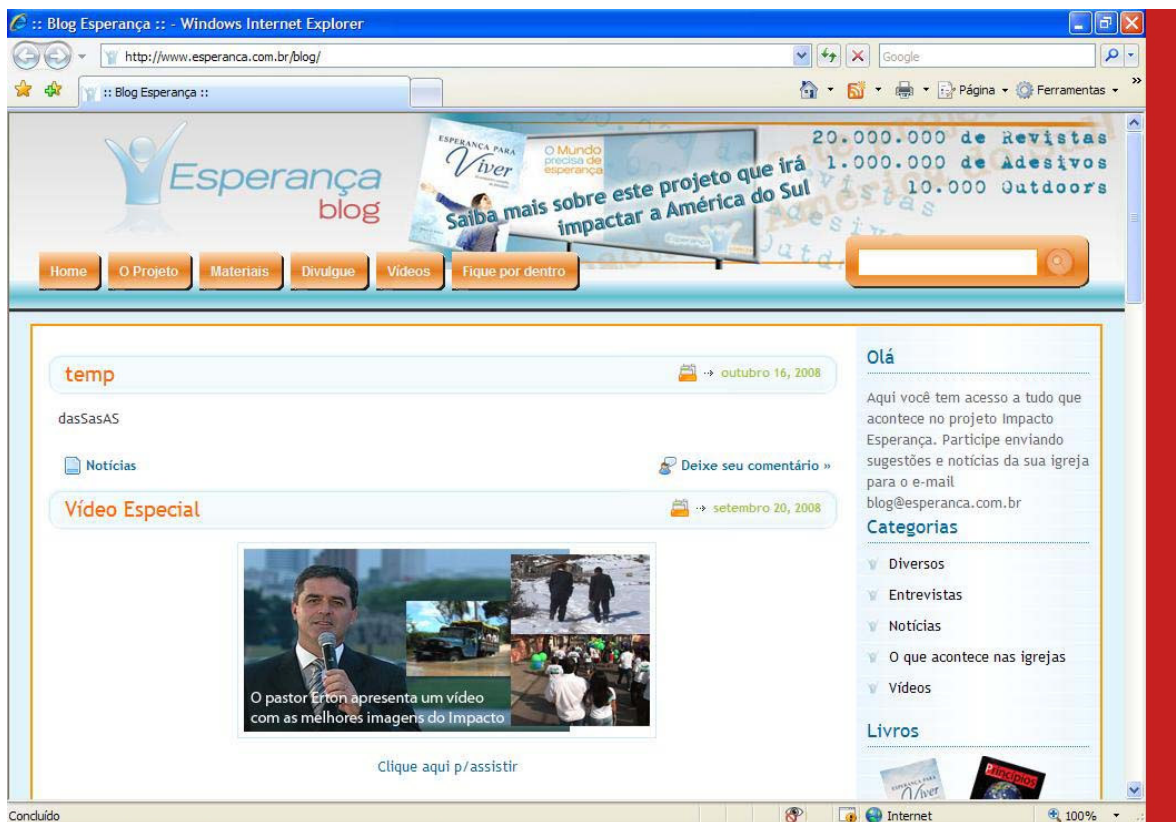 :: Blog Esperança :: - Windows Internet Explorer
http://www.esperanca.com.br/blog/
Google
:: Blog Esperança ::
Página
Ferramentas
Esperança
blog
ESPERANÇA PARA
Viver
O Mundo
precisa de
esperança
Saiba mais sobre este projeto que irá
impactar a América do Sul
20.000.000 de Revistas
1.000.000 de Adesivos
10.000 Outdoors
Home
O Projeto
Materiais
Divulgue
Vídeos
Fique por dentro
temp
outubro 16, 2008
dasSasAS
Notícias
Deixe seu comentário »
Vídeo Especial
setembro 20, 2008
O pastor Erton apresenta um vídeo
com as melhores imagens do Impacto
Clique aqui p/assistir
Olá
Aqui você tem acesso a tudo que
acontece no projeto Impacto
Esperança. Participe enviando
sugestões e notícias da sua igreja
para o e-mail
blog@esperanca.com.br
Categorias
Diversos
Entrevistas
Notícias
O que acontece nas igrejas
Vídeos
Livros
ESPERANÇA PARA
Viver
Princípios
Concluído
Internet
100%